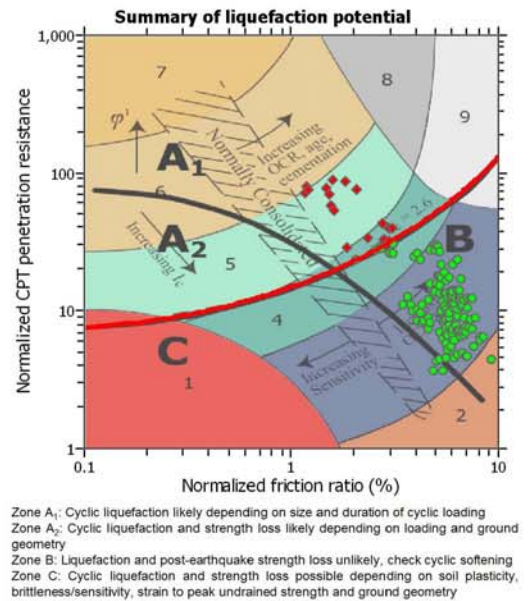 Summary of liquefaction potential
1,000
7
8
9
φ'
Increasing
OCR, age,
cementation
Normally Consolidated
A1
100
6
= 2.6
A2
B
Increasing Ic
5
Normalized CPT penetration resistance
10
4
C
1
Increasing
Sensitivity
2
1
0.1
1
10
Normalized friction ratio (%)
Zone A1: Cyclic liquefaction likely depending on size and duration of cyclic loading
Zone A2: Cyclic liquefaction and strength loss likely depending on loading and ground
geometry
Zone B: Liquefaction and post-earthquake strength loss unlikely, check cyclic softening
Zone C: Cyclic liquefaction and strength loss possible depending on soil plasticity,
brittleness/sensitivity, strain to peak undrained strength and ground geometry